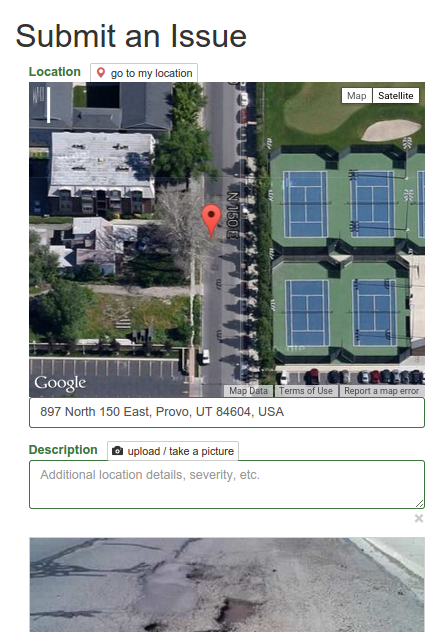 Submit an Issue
Location
go to my location
Map Satellite
N 150 E
Google
Map Data Terms of Use Report a map error
897 North 150 East, Provo, UT 84604, USA
Description
upload / take a picture
Additional location details, severity, etc.